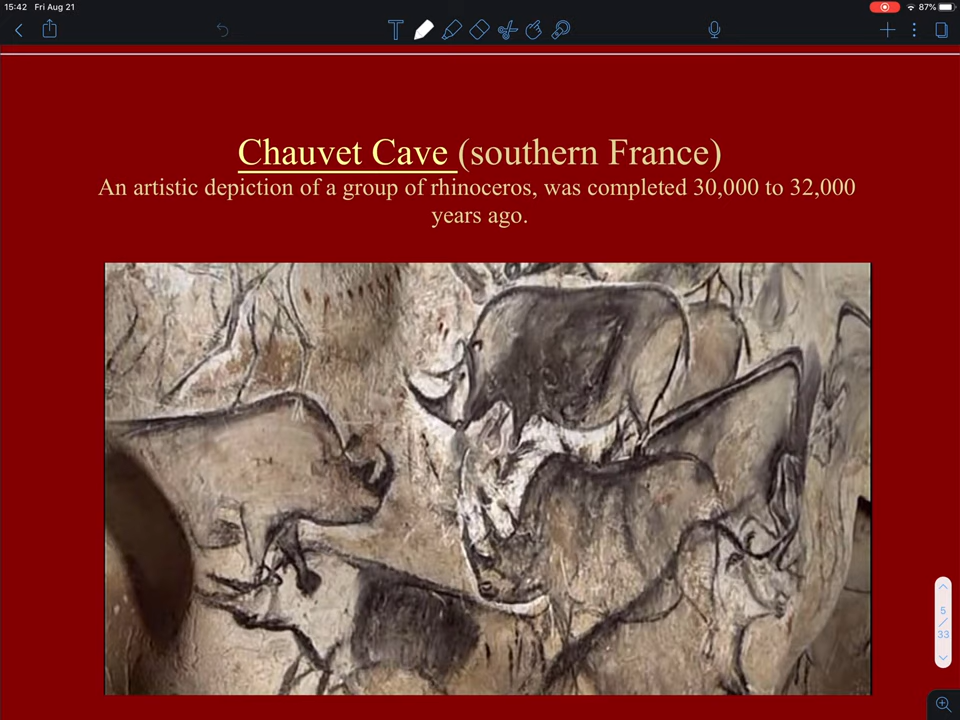 15:42 Fri Aug 21
87%
T
Chauvet Cave (southern France)
An artistic depiction of a group of rhinoceros, was completed 30,000 to 32,000
years ago.
5
/
33